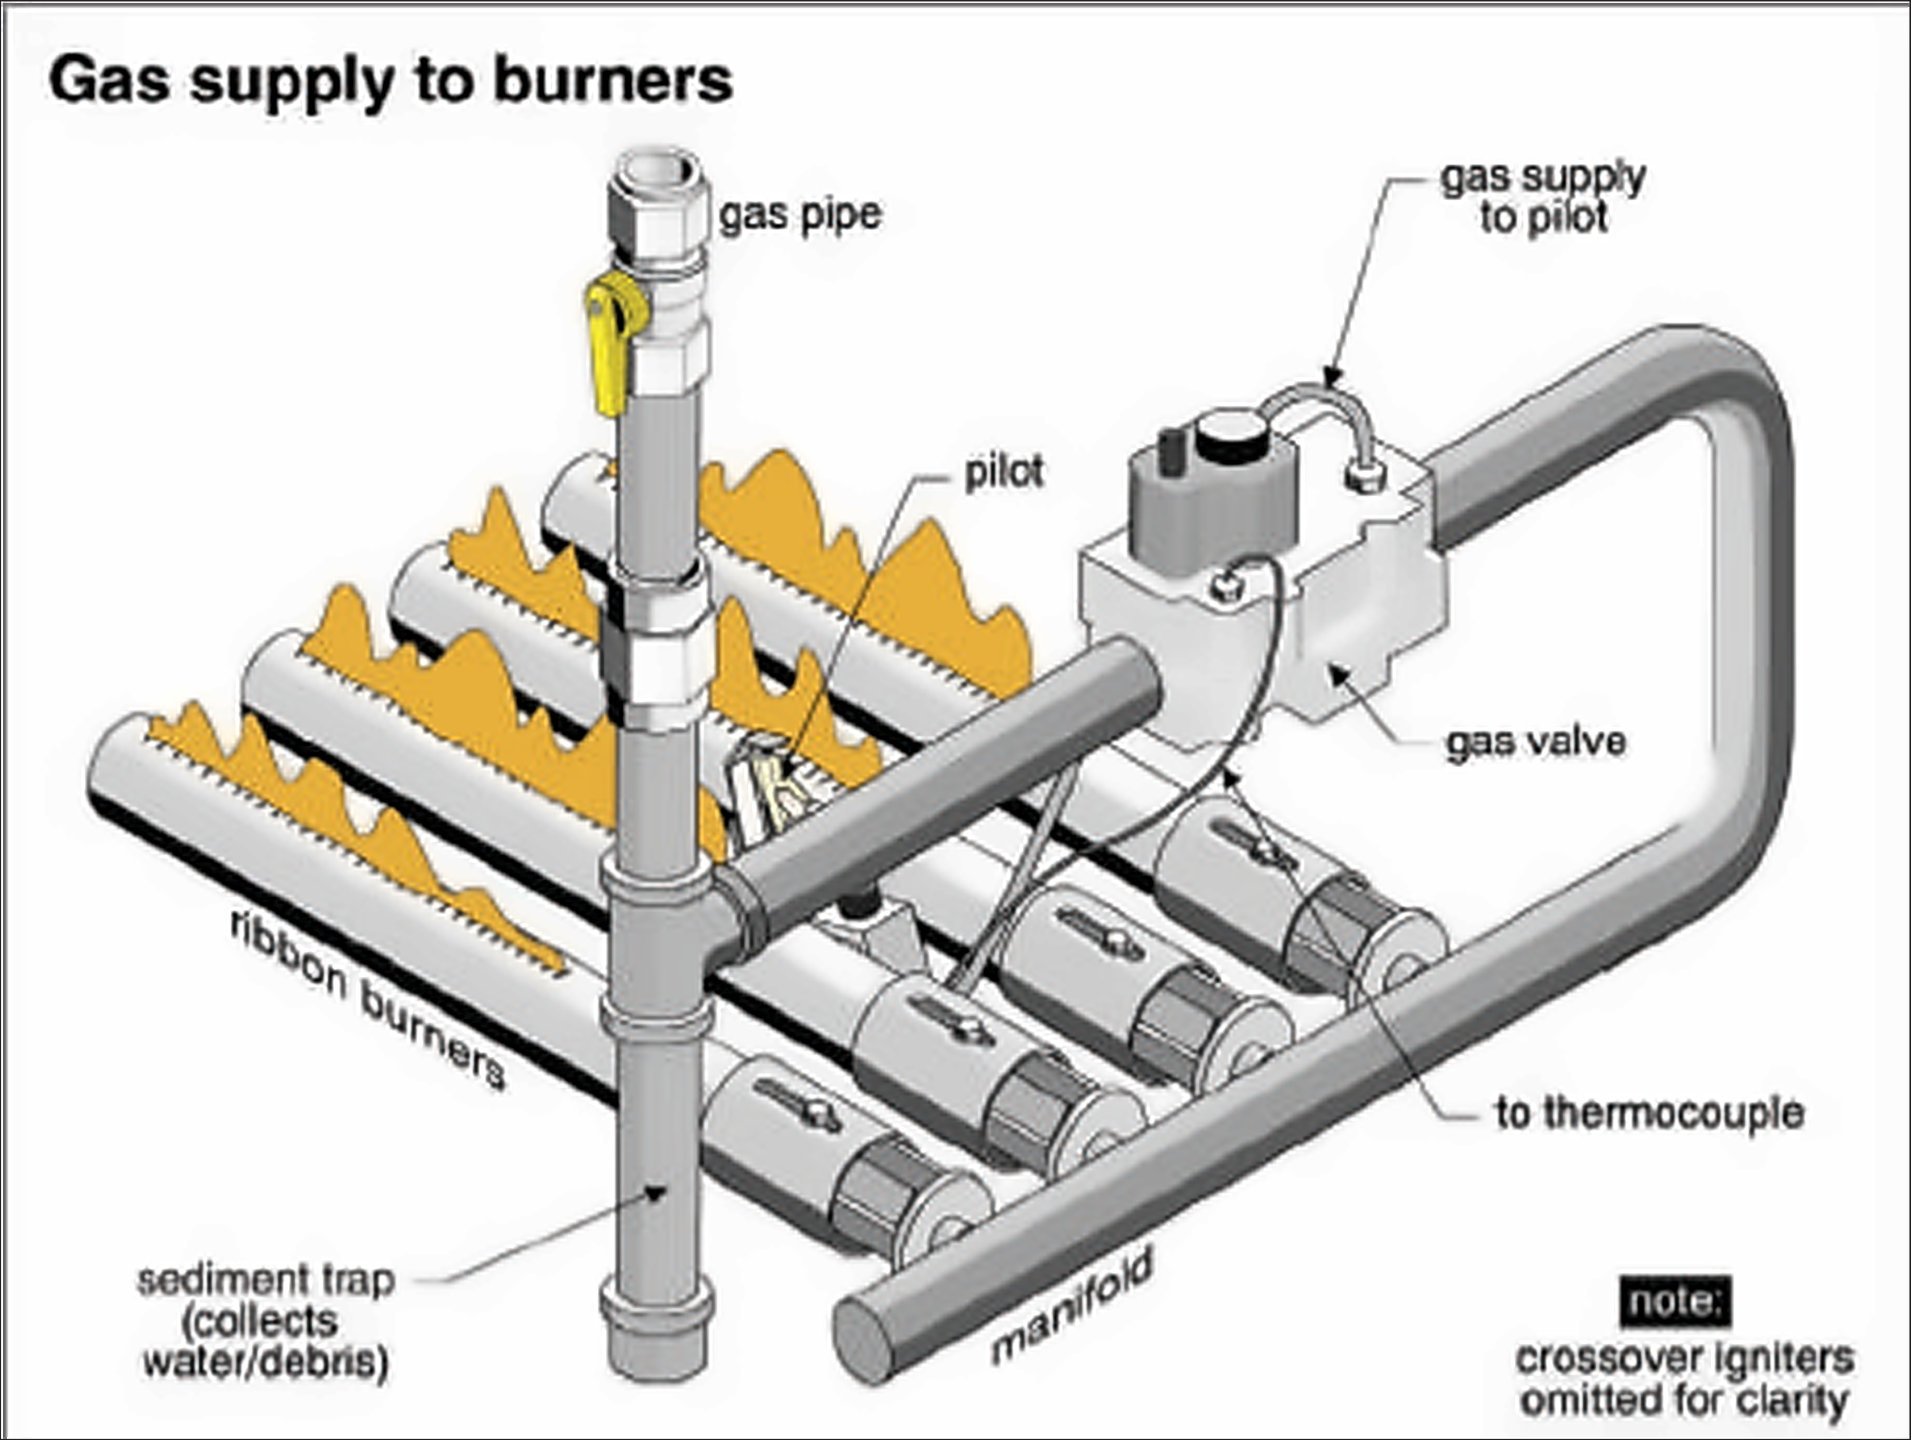 Gas supply to burners
gas pipe
gas supply
to pilot
pilot
gas valve
ribbon burners
to thermocouple
sediment trap
(collects
water/debris)
manifold
note:
crossover igniters
omitted for clarity